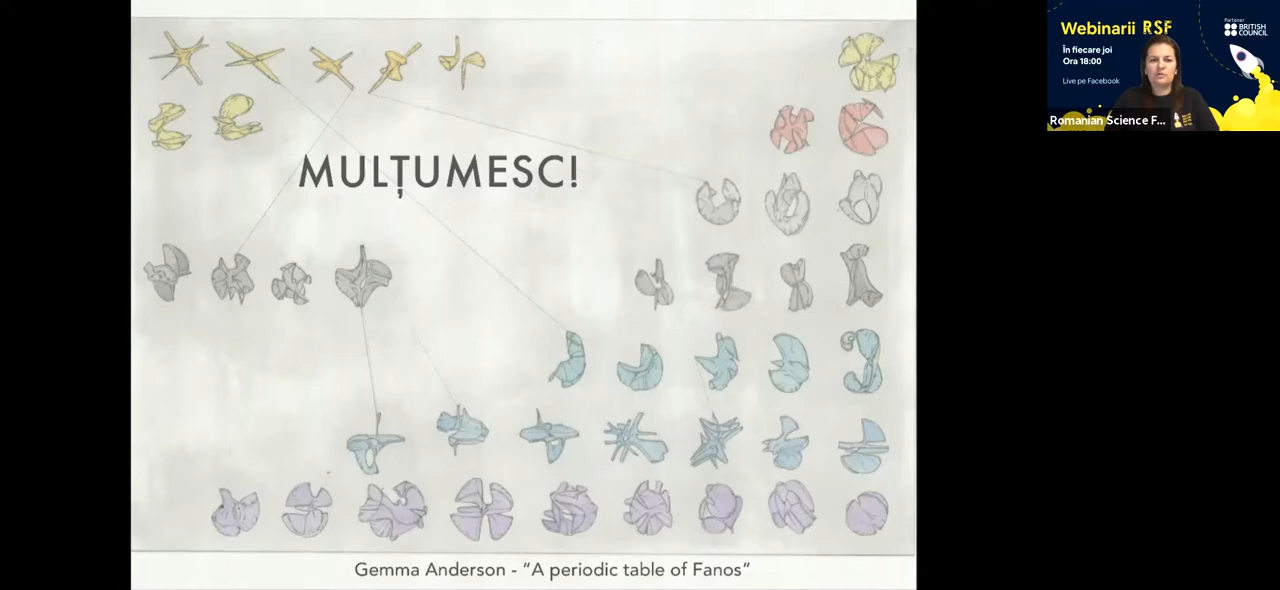 MULȚUMESC!
Gemma Anderson - “A periodic table of Fanos”
Webinarii RSF
În fiecare joi
Ora 18:00
Live pe Facebook
Partener
BRITISH
COUNCIL
Romanian Science F...